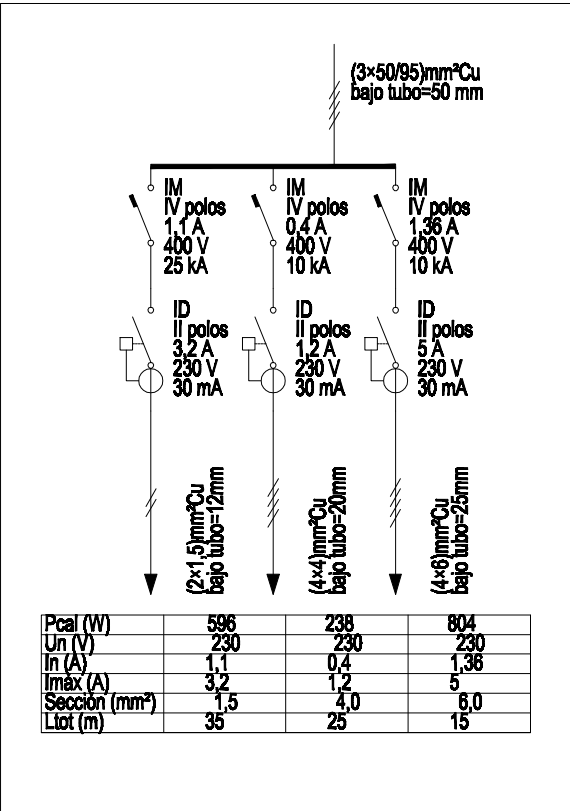 (3×50/95)mm²Cu
bajo tubo=50 mm
IM
IV polos
1,1 A
400 V
25 kA
IM
IV polos
0,4 A
400 V
10 kA
IM
IV polos
1,36 A
400 V
10 kA
ID
II polos
3,2 A
230 V
30 mA
ID
II polos
1,2 A
230 V
30 mA
ID
II polos
5 A
230 V
30 mA
(2×1,5)mm²Cu
bajo tubo=12mm
(4×4)mm²Cu
bajo tubo=20mm
(4×6)mm²Cu
bajo tubo=25mm
Pcal (W) 596 238 804
Un (V) 230 230 230
In (A) 1,1 0,4 1,36
Imáx (A) 3,2 1,2 5
Sección (mm²) 1,5 4,0 6,0
Ltot (m) 35 25 15